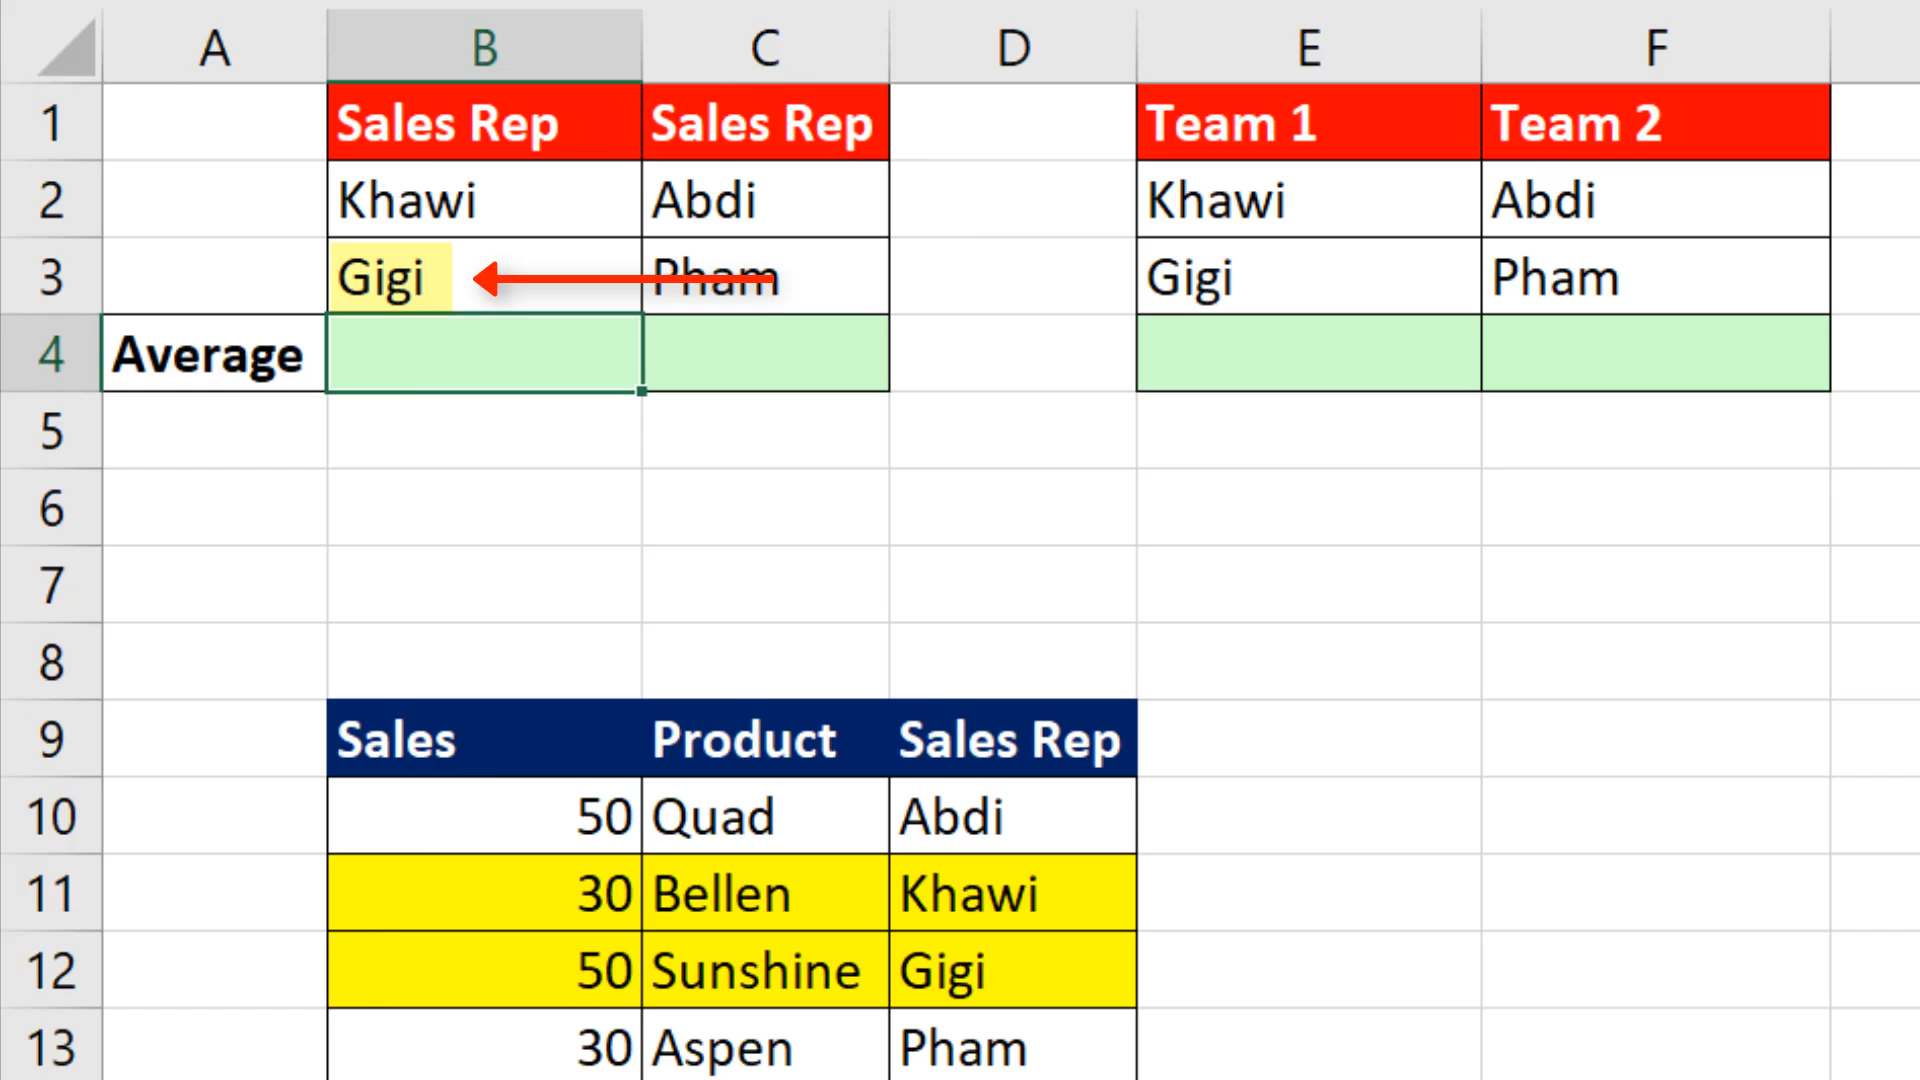 A B C D E F
1 Sales Rep Sales Rep Team 1 Team 2
2 Khawi Abdi Khawi Abdi
3 Gigi Pham Gigi Pham
4 Average
5
6
7
8
9 Sales Product Sales Rep
10 50 Quad Abdi
11 30 Bellen Khawi
12 50 Sunshine Gigi
13 30 Aspen Pham